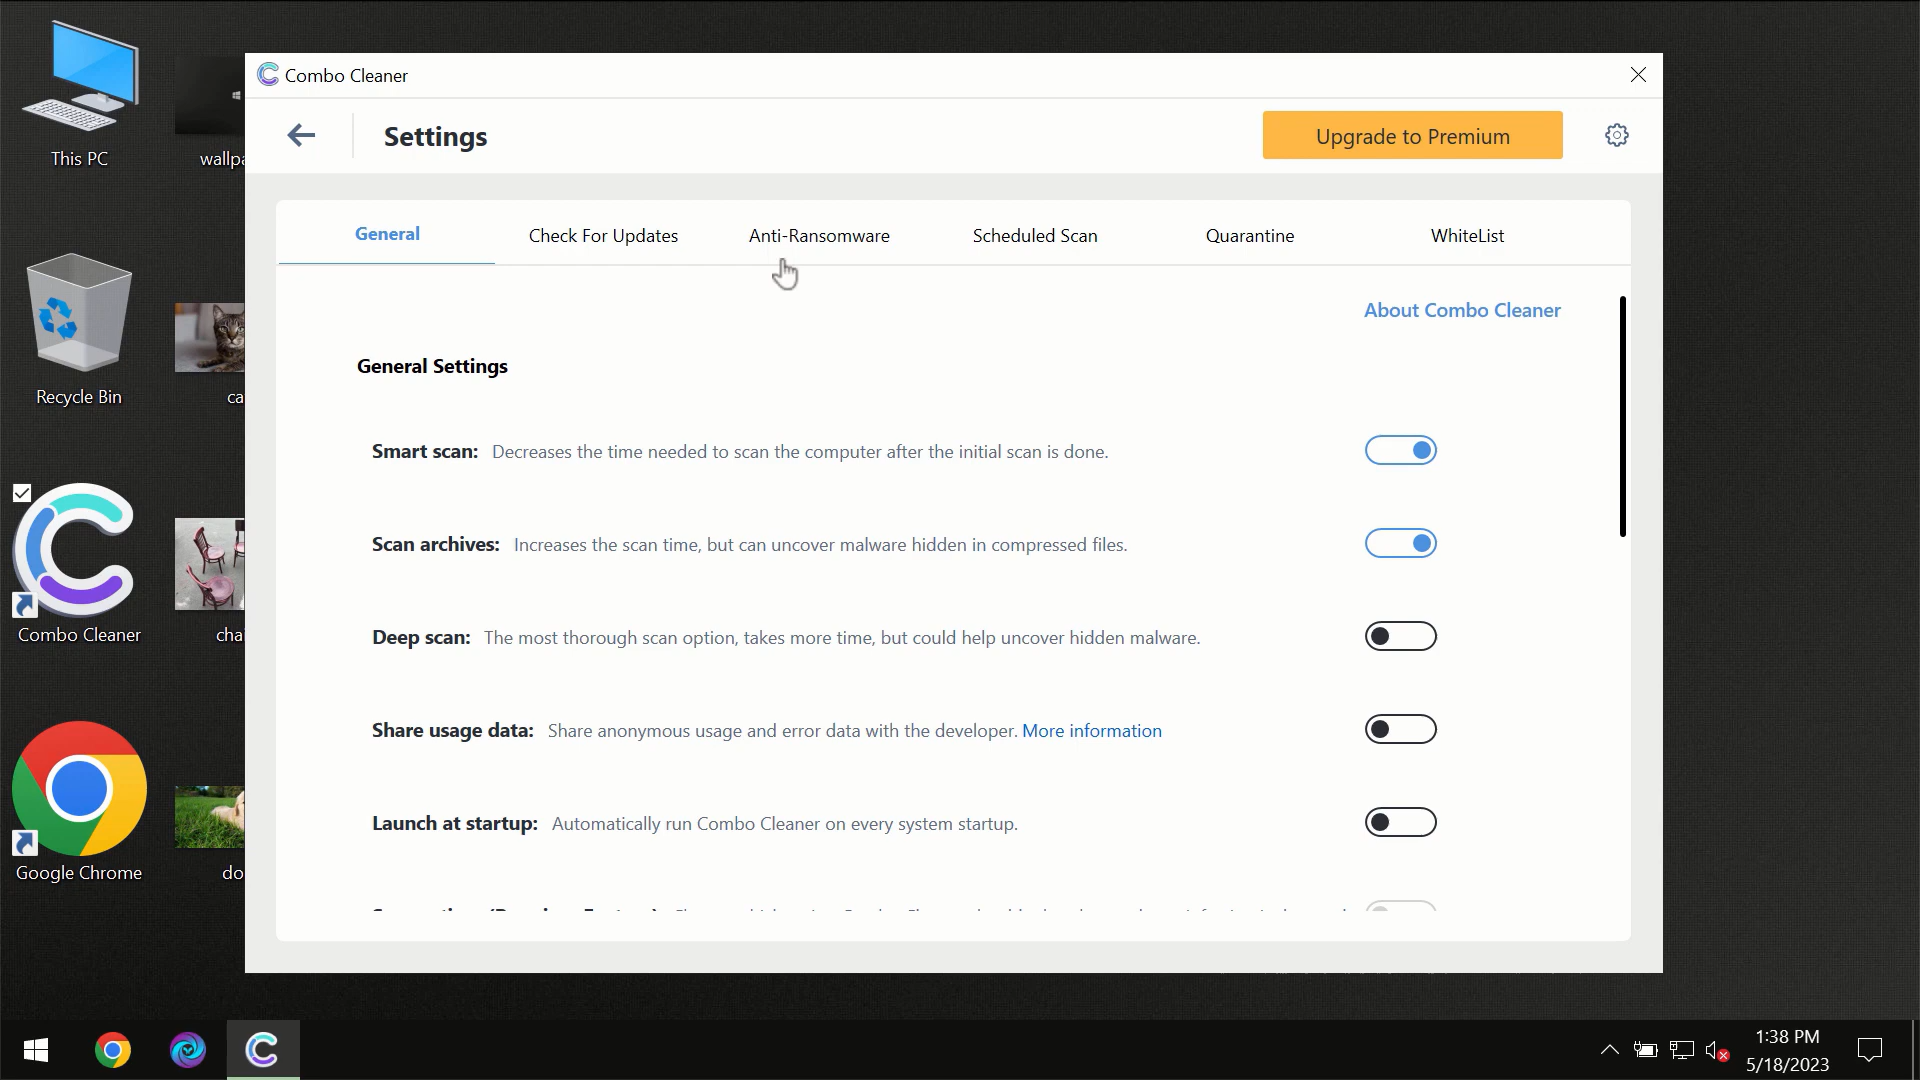 This PC
wallpa
Recycle Bin
ca
Combo Cleaner
chai
Google Chrome
do
Combo Cleaner
Settings
Upgrade to Premium
General
Check For Updates
Anti-Ransomware
Scheduled Scan
Quarantine
WhiteList
About Combo Cleaner
General Settings
Smart scan: Decreases the time needed to scan the computer after the initial scan is done.
Scan archives: Increases the scan time, but can uncover malware hidden in compressed files.
Deep scan: The most thorough scan option, takes more time, but could help uncover hidden malware.
Share usage data: Share anonymous usage and error data with the developer. More information
Launch at startup: Automatically run Combo Cleaner on every system startup.
1:38 PM
5/18/2023